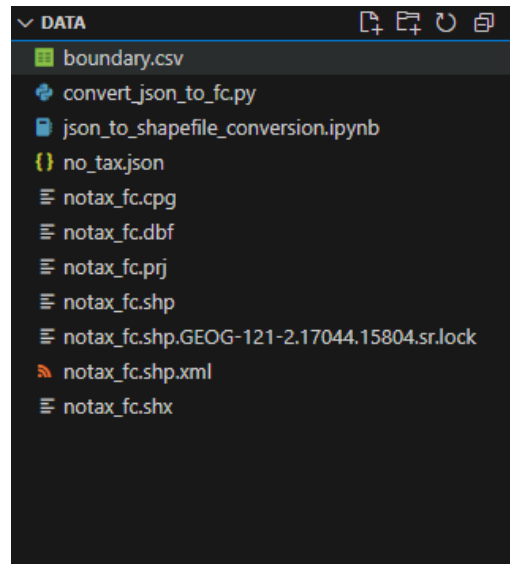 DATA
boundary.csv
convert_json_to_fc.py
json_to_shapefile_conversion.ipynb
{} no_tax.json
notax_fc.cpg
notax_fc.dbf
notax_fc.prj
notax_fc.shp
notax_fc.shp.GEOG-121-2.17044.15804.sr.lock
notax_fc.shp.xml
notax_fc.shx